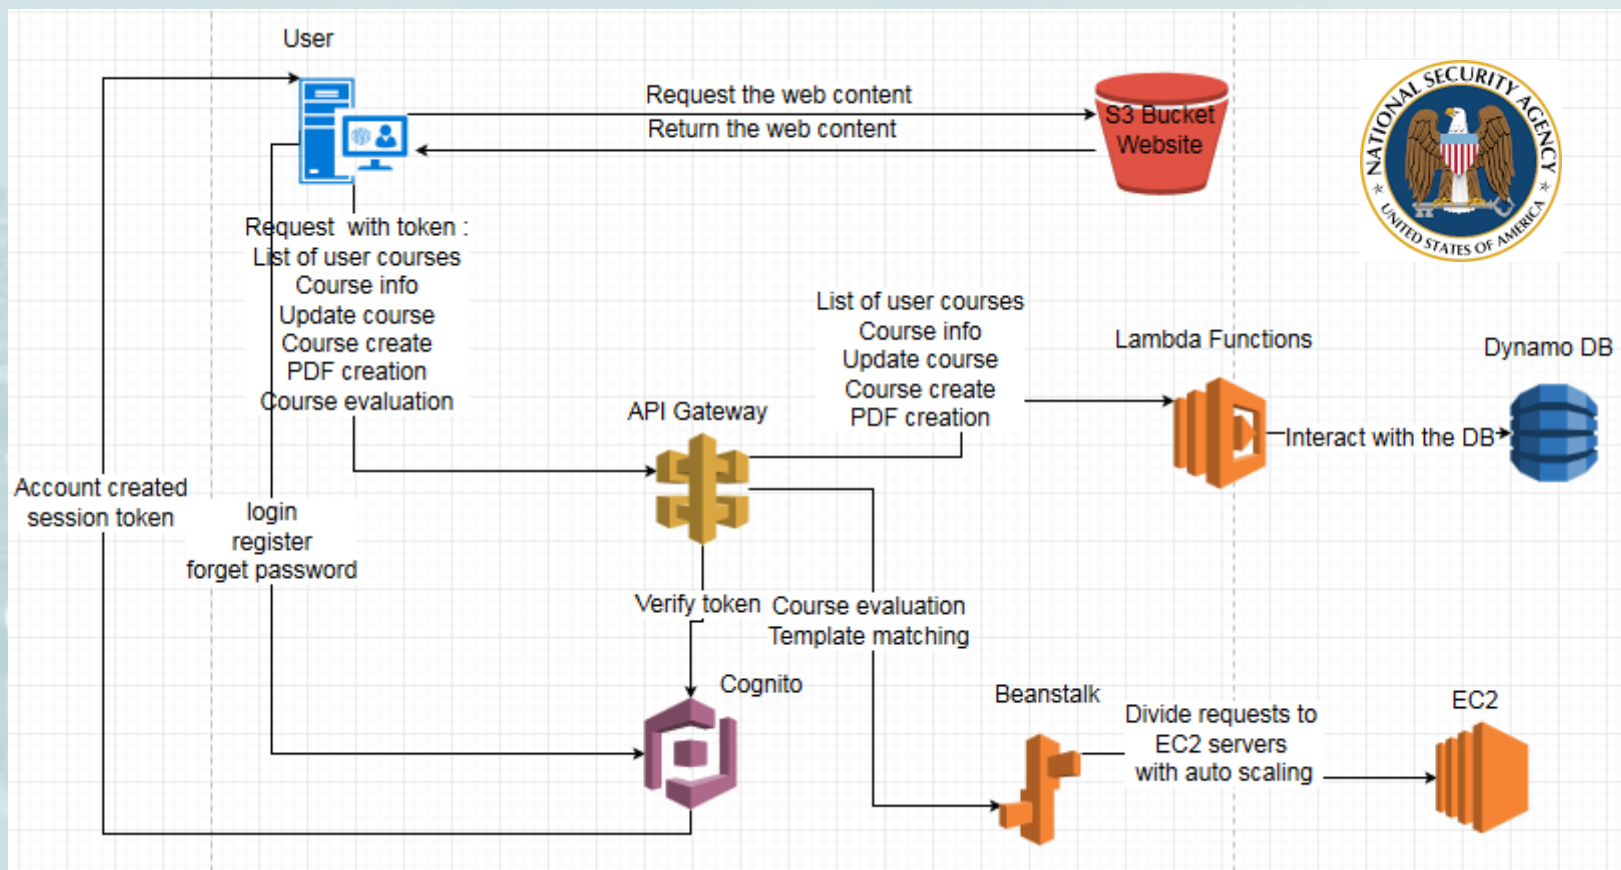 User
Request the web content
Return the web content
S3 Bucket
Website
NATIONAL SECURITY AGENCY
UNITED STATES OF AMERICA
Request  with token :
List of user courses
Course info
Update course
Course create
PDF creation
Course evaluation
List of user courses
Course info
Update course
Course create
PDF creation
Lambda Functions
Dynamo DB
API Gateway
Interact with the DB
Account created
session token
login
register
forget password
Verify token
Course evaluation
Template matching
Cognito
Beanstalk
Divide requests to
EC2 servers
with auto scaling
EC2